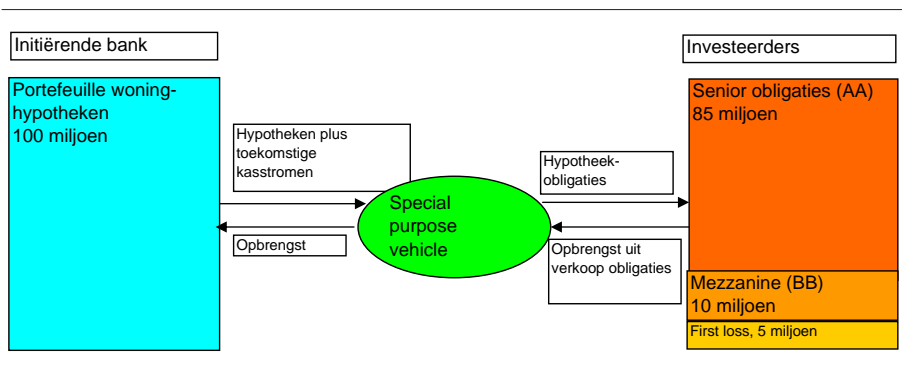 Initiërende bank
Investeerders
Portefeuille woning-
hypotheken
100 miljoen
Hypotheken plus
toekomstige
kasstromen
Opbrengst
Special
purpose
vehicle
Hypotheek-
obligaties
Opbrengst uit
verkoop obligaties
Senior obligaties (AA)
85 miljoen
Mezzanine (BB)
10 miljoen
First loss, 5 miljoen